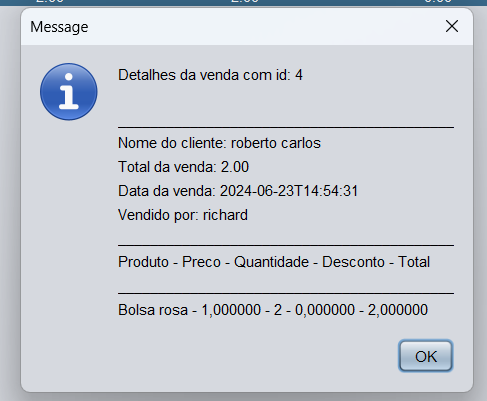 Message
Detalhes da venda com id: 4
Nome do cliente: roberto carlos
Total da venda: 2.00
Data da venda: 2024-06-23T14:54:31
Vendido por: richard
Produto - Preco - Quantidade - Desconto - Total
Bolsa rosa - 1,000000 - 2 - 0,000000 - 2,000000
OK